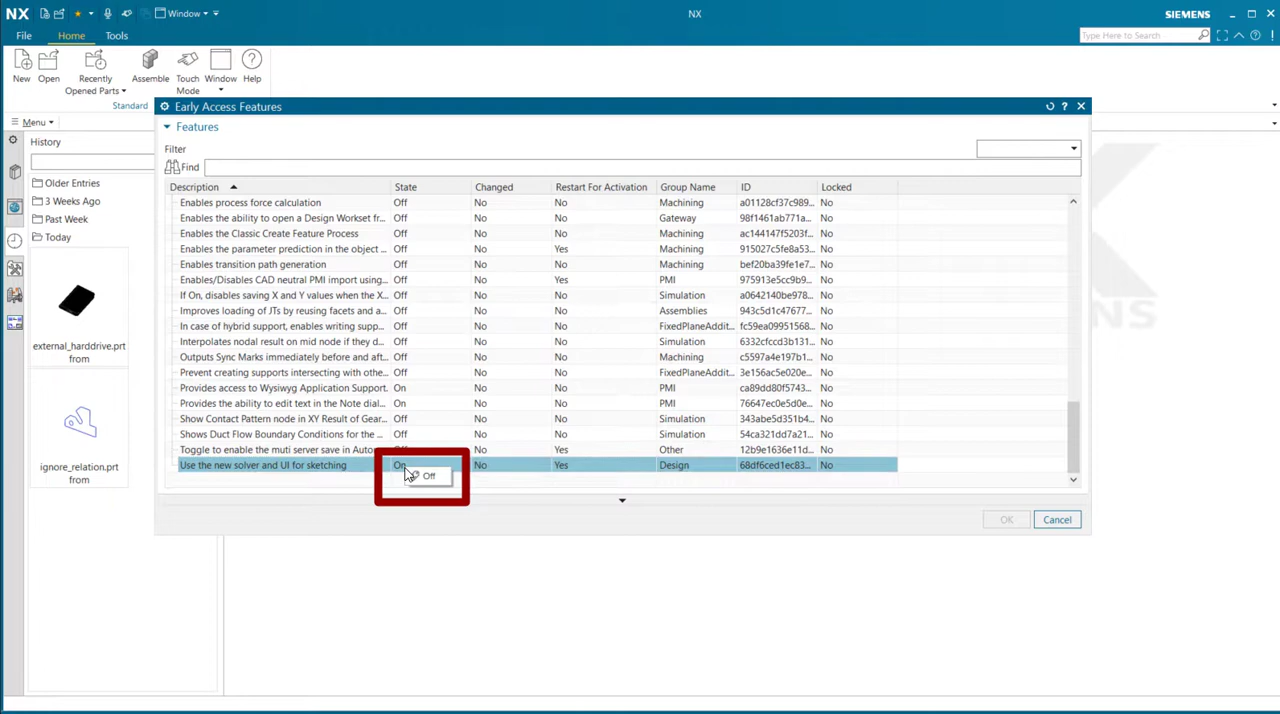 NX
Window
NX
SIEMENS
File
Home
Tools
Type Here to Search
New
Open
Recently
Opened Parts
Assemble
Touch
Mode
Window
Help
Standard
Early Access Features
Menu
Features
History
Filter
Find
Older Entries
3 Weeks Ago
Past Week
Today
external_harddrive.prt
from
ignore_relation.prt
from
Description State Changed Restart For Activation Group Name ID Locked
Enables process force calculation Off No No Machining a01128cf37c989... No
Enables the ability to open a Design Workset fr... Off No No Gateway 98f1461ab771a... No
Enables the Classic Create Feature Process Off No No Machining ac144147f5203f... No
Enables the parameter prediction in the object ... Off No Yes Machining 915027c5fe8a53... No
Enables transition path generation Off No No Machining bef20ba39fe1e7... No
Enables/Disables CAD neutral PMI import using... Off No Yes PMI 975913e5cc9b9... No
If On, disables saving X and Y values when the X... Off No No Simulation a0642140be978... No
Improves loading of JTs by reusing facets and a... Off No No Assemblies 943c5d1c47677... No
In case of hybrid support, enables writing supp... Off No No FixedPlaneAddit... fc59ea09951568... No
Interpolates nodal result on mid node if they d... Off No No Simulation 6332cfccd3b131... No
Outputs Sync Marks immediately before and aft... Off No No Machining c5597a4e197b1... No
Prevent creating supports intersecting with othe... Off No No FixedPlaneAddit... 3e156ac5e020e... No
Provides access to Wysiwyg Application Support. On No No PMI ca89dd80f5743... No
Provides the ability to edit text in the Note dial... On No No PMI 76647ec0e5d0e... No
Show Contact Pattern node in XY Result of Gear... Off No No Simulation 343abe5d351b4... No
Shows Duct Flow Boundary Conditions for the ... Off No No Simulation 54ca321dd7a21... No
Toggle to enable the muti server save in Autom... No Yes Other 12b9e1636e11d... No
Use the new solver and UI for sketching On No Yes Design 68df6ced1ec83... No
Off
OK
Cancel